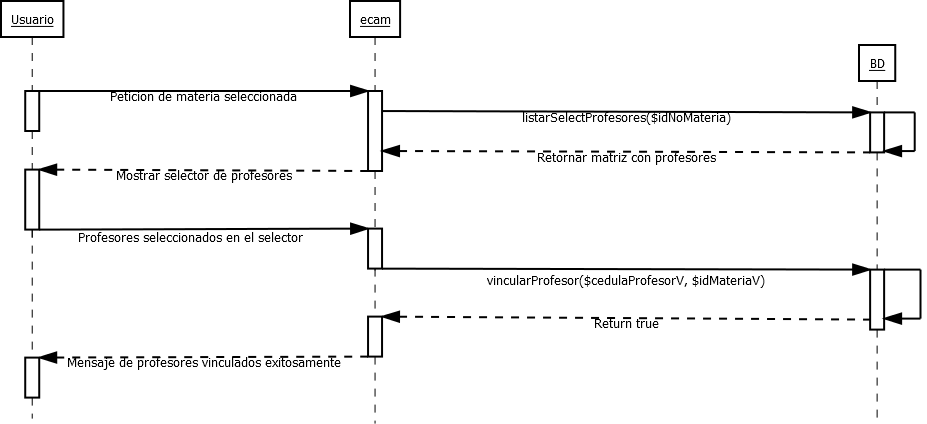 Usuario
ecam
BD
Peticion de materia seleccionada
listarSelectProfesores($idNoMateria)
Retornar matriz con profesores
Mostrar selector de profesores
Profesores seleccionados en el selector
vincularProfesor($cedulaProfesorV, $idMateriaV)
Return true
Mensaje de profesores vinculados exitosamente